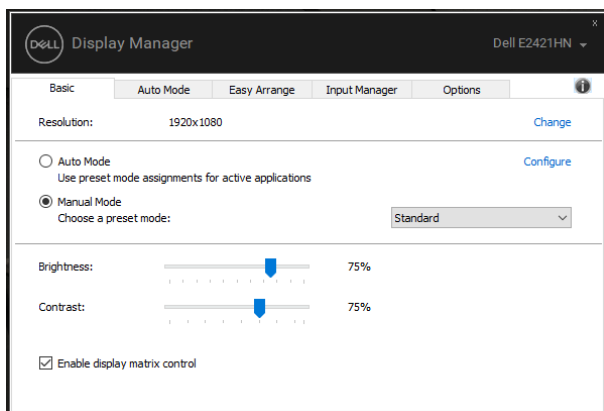 x
DELL Display Manager Dell E2421HN
Basic Auto Mode Easy Arrange Input Manager Options i
Resolution: 1920x1080 Change
Auto Mode Configure
Use preset mode assignments for active applications
Manual Mode
Choose a preset mode: Standard
Brightness: 75%
Contrast: 75%
Enable display matrix control